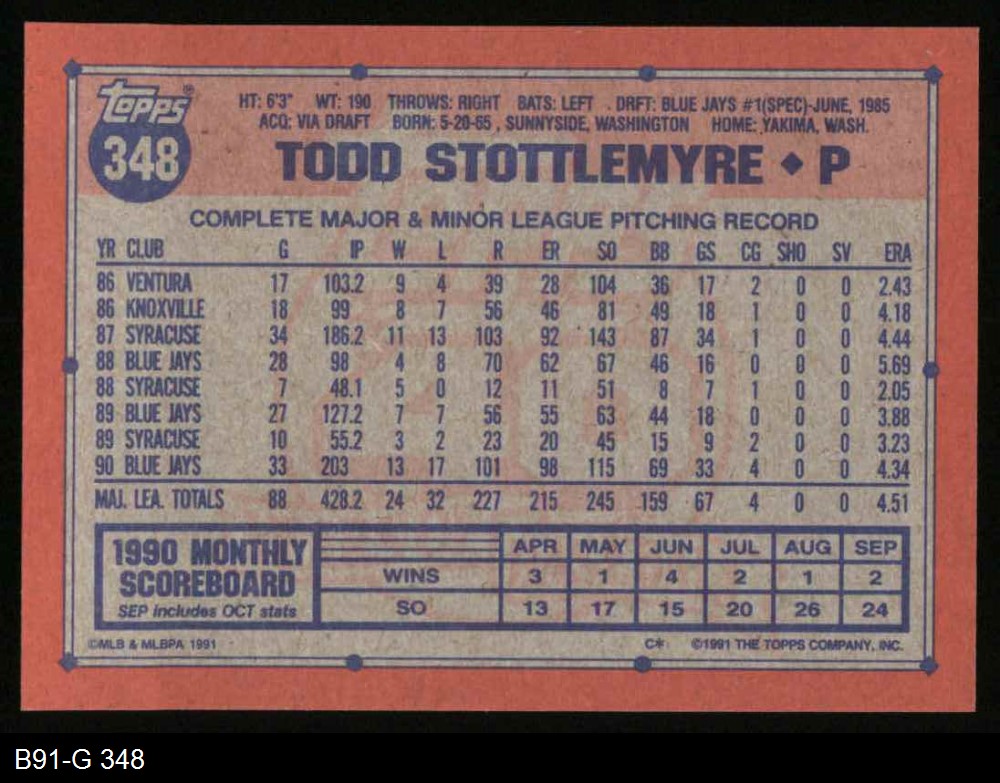 TOPPS®
348
HT: 6'3" WT: 190 THROWS: RIGHT BATS: LEFT . DRFT: BLUE JAYS #1(SPEC)-JUNE, 1985
ACQ: VIA DRAFT BORN: 5-20-65 , SUNNYSIDE, WASHINGTON HOME: YAKIMA, WASH.
TODD STOTTLEMYRE ◆ P
COMPLETE MAJOR & MINOR LEAGUE PITCHING RECORD
YR CLUB G IP W L R ER SO BB GS CG SHO SV ERA
86 VENTURA 17 103.2 9 4 39 28 104 36 17 2 0 0 2.43
86 KNOXVILLE 18 99 8 7 56 46 81 49 18 1 0 0 4.18
87 SYRACUSE 34 186.2 11 13 103 92 143 87 34 1 0 0 4.44
88 BLUE JAYS 28 98 4 8 70 62 67 46 16 0 0 0 5.69
88 SYRACUSE 7 48.1 5 0 12 11 51 8 7 1 0 0 2.05
89 BLUE JAYS 27 127.2 7 7 56 55 63 44 18 0 0 0 3.88
89 SYRACUSE 10 55.2 3 2 23 20 45 15 9 2 0 0 3.23
90 BLUE JAYS 33 203 13 17 101 98 115 69 33 4 0 0 4.34
MAJ. LEA. TOTALS 88 428.2 24 32 227 215 245 159 67 4 0 0 4.51
1990 MONTHLY
SCOREBOARD
SEP includes OCT stats
APR MAY JUN JUL AUG SEP
WINS 3 1 4 2 1 2
SO 13 17 15 20 26 24
©MLB & MLBPA 1991 C* ©1991 THE TOPPS COMPANY, INC.
B91-G 348